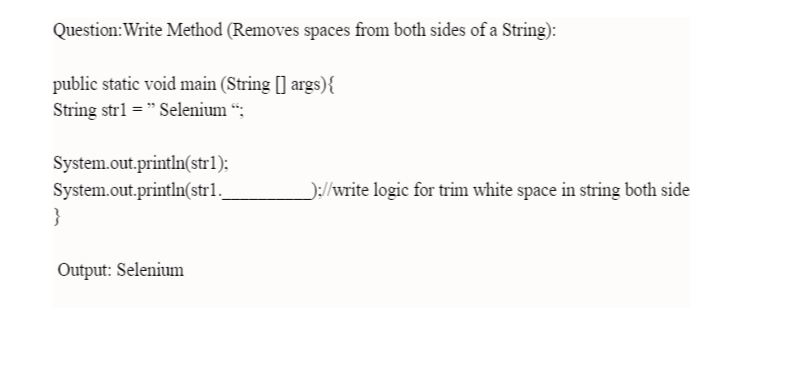 Question:Write Method (Removes spaces from both sides of a String):
public static void main (String [] args){
String str1 = ” Selenium “;
System.out.println(str1);
System.out.println(str1.__________);//write logic for trim white space in string both side
}
Output: Selenium